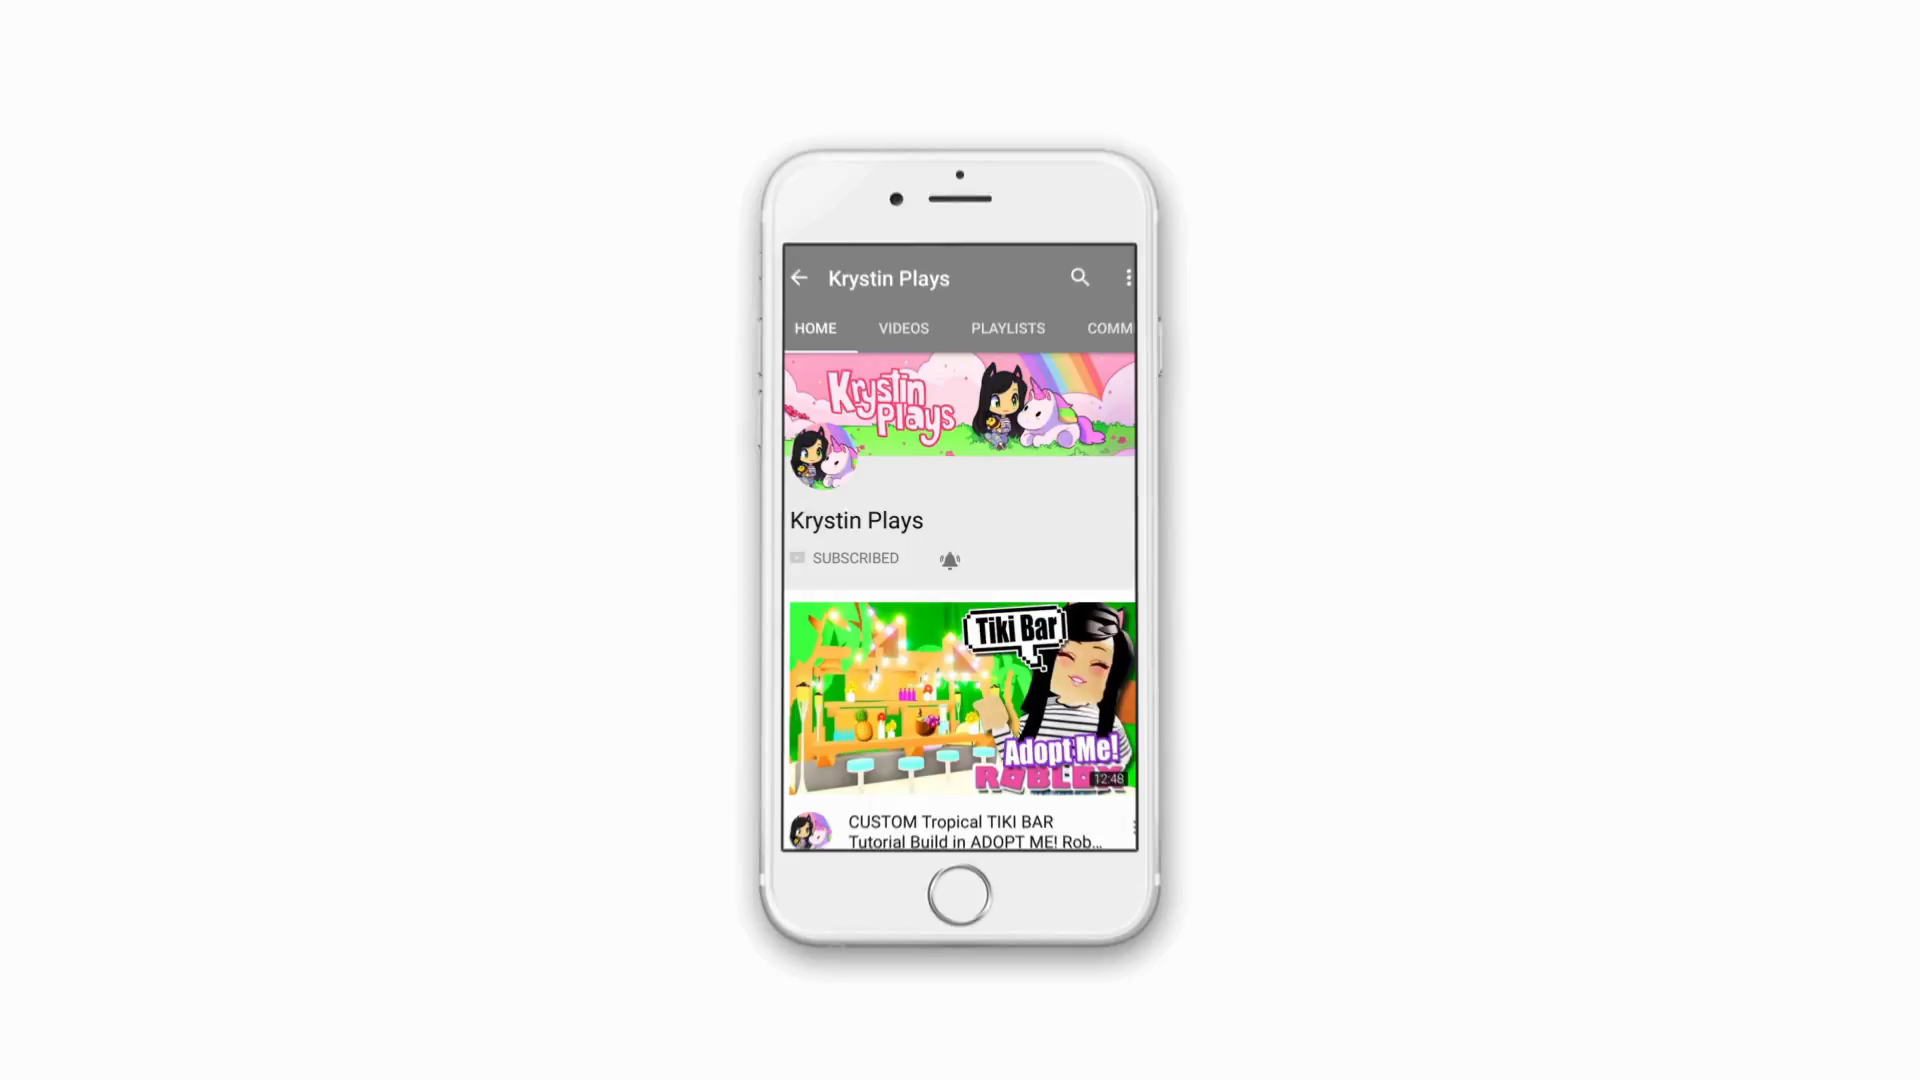 Krystin Plays
HOME VIDEOS PLAYLISTS COMM
Krystin
Plays
Krystin Plays
SUBSCRIBED
Tiki Bar
Adopt Me!
ROBLOX
12:48
CUSTOM Tropical TIKI BAR
Tutorial Build in ADOPT ME! Rob...